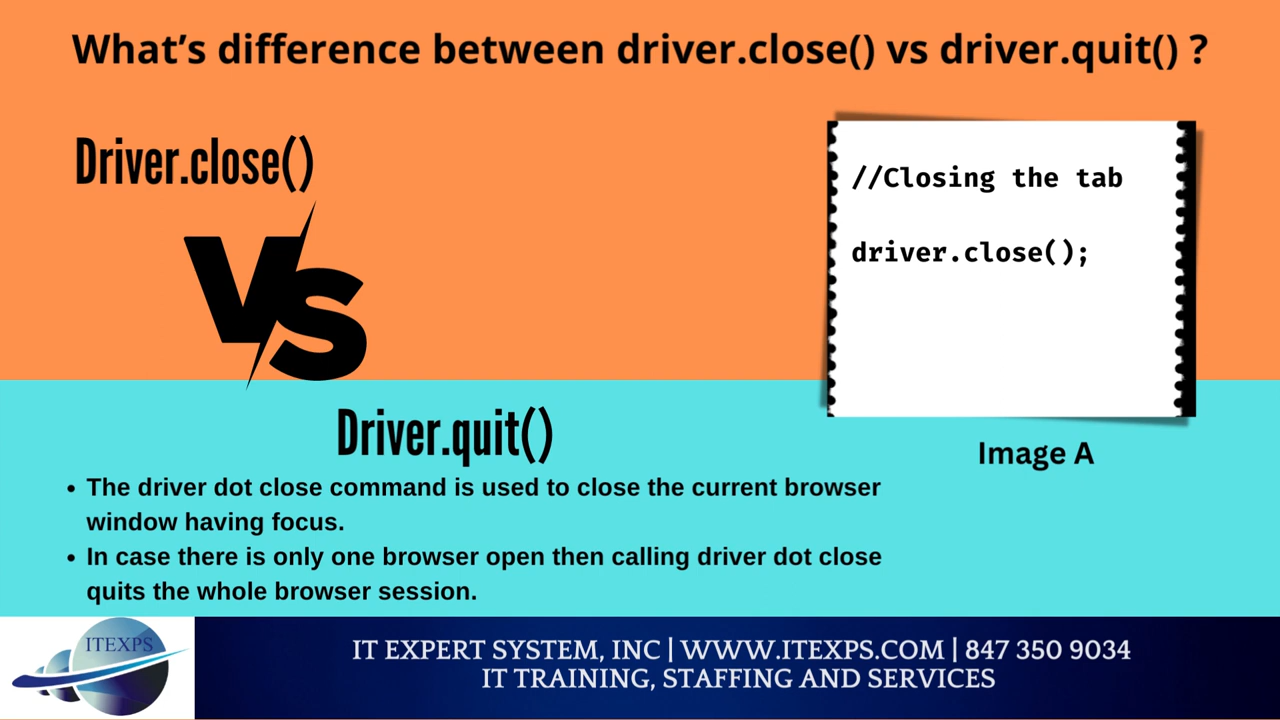 What’s difference between driver.close() vs driver.quit() ?
Driver.close()
VS
Driver.quit()
//Closing the tab
driver.close();
Image A
• The driver dot close command is used to close the current browser
window having focus.
• In case there is only one browser open then calling driver dot close
quits the whole browser session.
ITEXPS
IT EXPERT SYSTEM, INC | WWW.ITEXPS.COM | 847 350 9034
IT TRAINING, STAFFING AND SERVICES